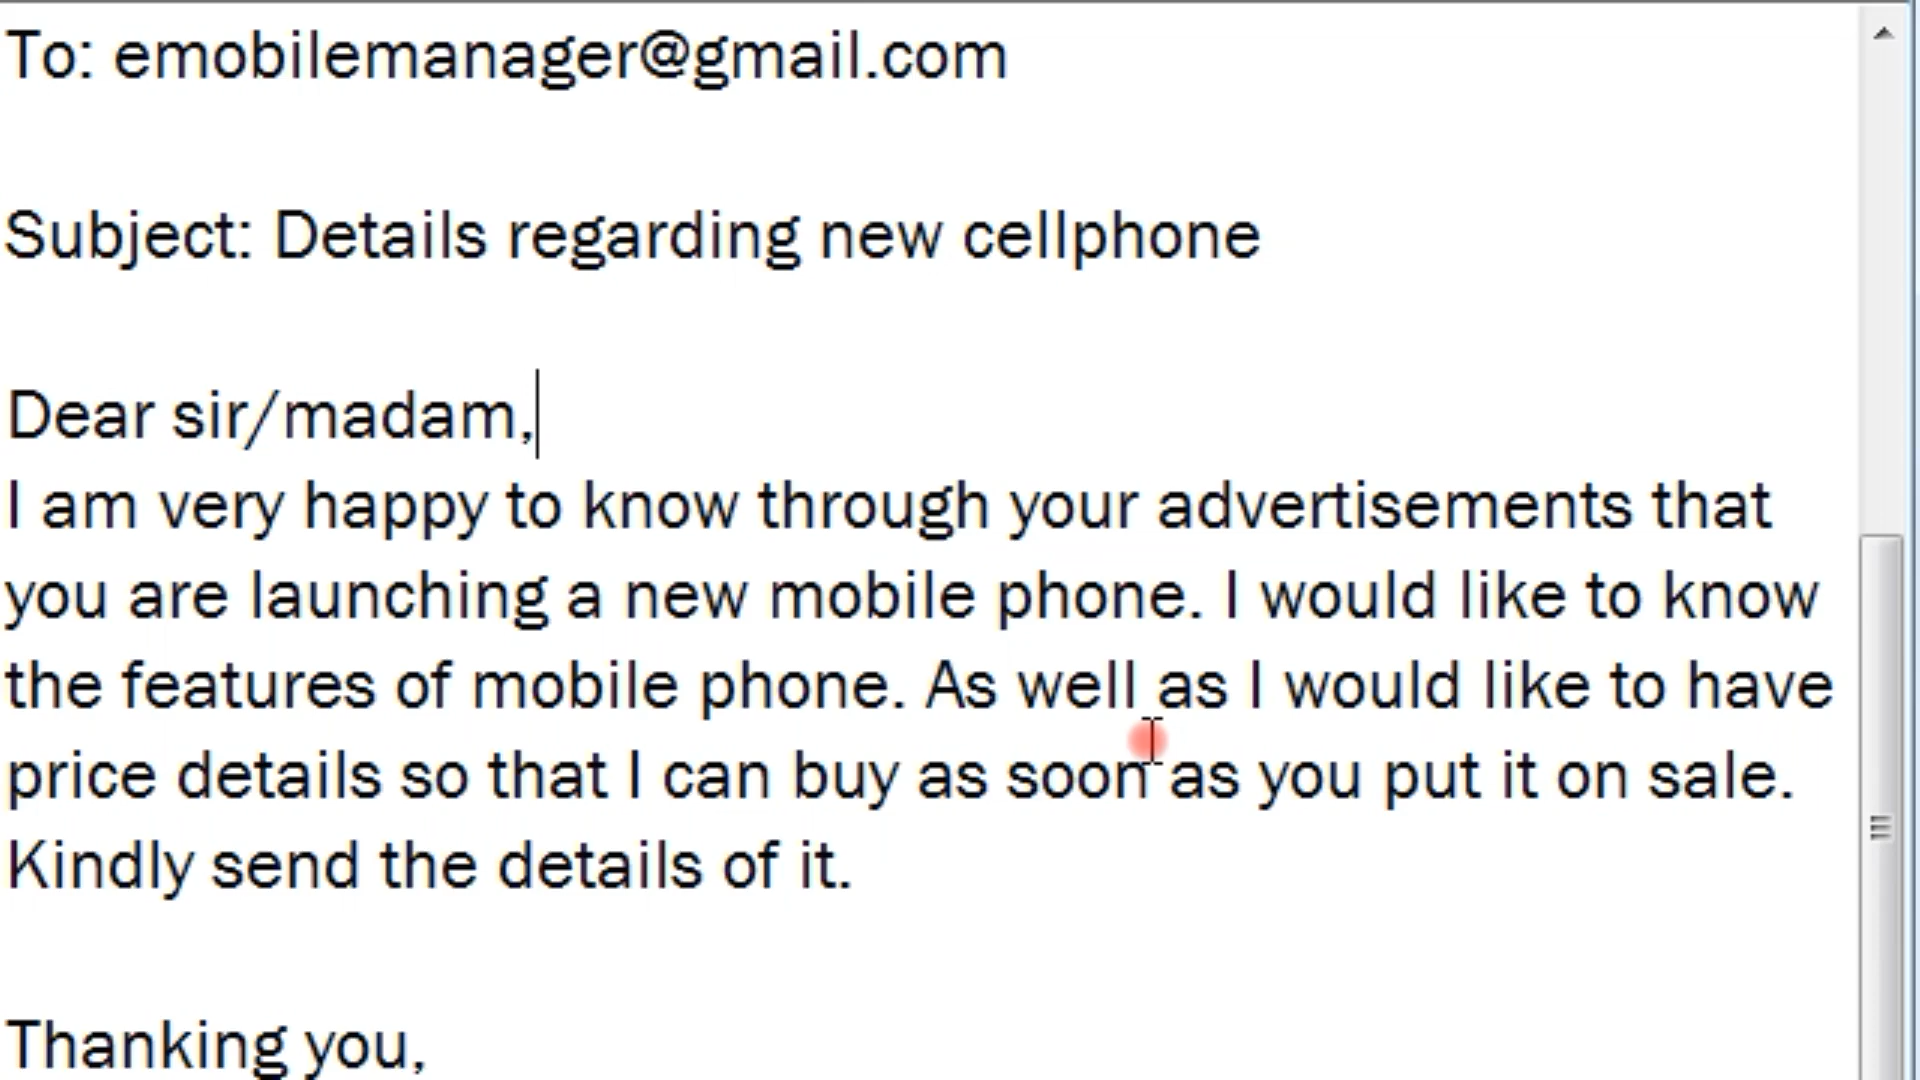 To: emobilemanager@gmail.com
Subject: Details regarding new cellphone
Dear sir/madam,
I am very happy to know through your advertisements that
you are launching a new mobile phone. I would like to know
the features of mobile phone. As well as I would like to have
price details so that I can buy as soon as you put it on sale.
Kindly send the details of it.
Thanking you,